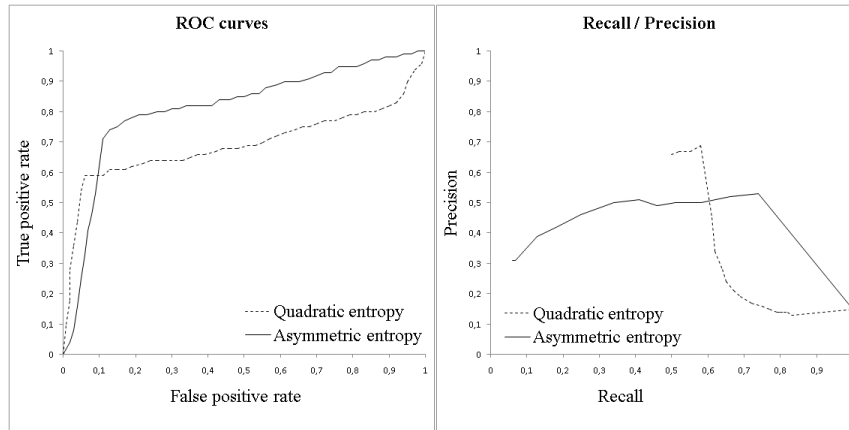 ROC curves
True positive rate
1
0,9
0,8
0,7
0,6
0,5
0,4
0,3
0,2
0,1
0
0 0,1 0,2 0,3 0,4 0,5 0,6 0,7 0,8 0,9 1
False positive rate
Quadratic entropy
Asymmetric entropy
Recall / Precision
Precision
1
0,9
0,8
0,7
0,6
0,5
0,4
0,3
0,2
0,1
0
0 0,1 0,2 0,3 0,4 0,5 0,6 0,7 0,8 0,9
Recall
Quadratic entropy
Asymmetric entropy